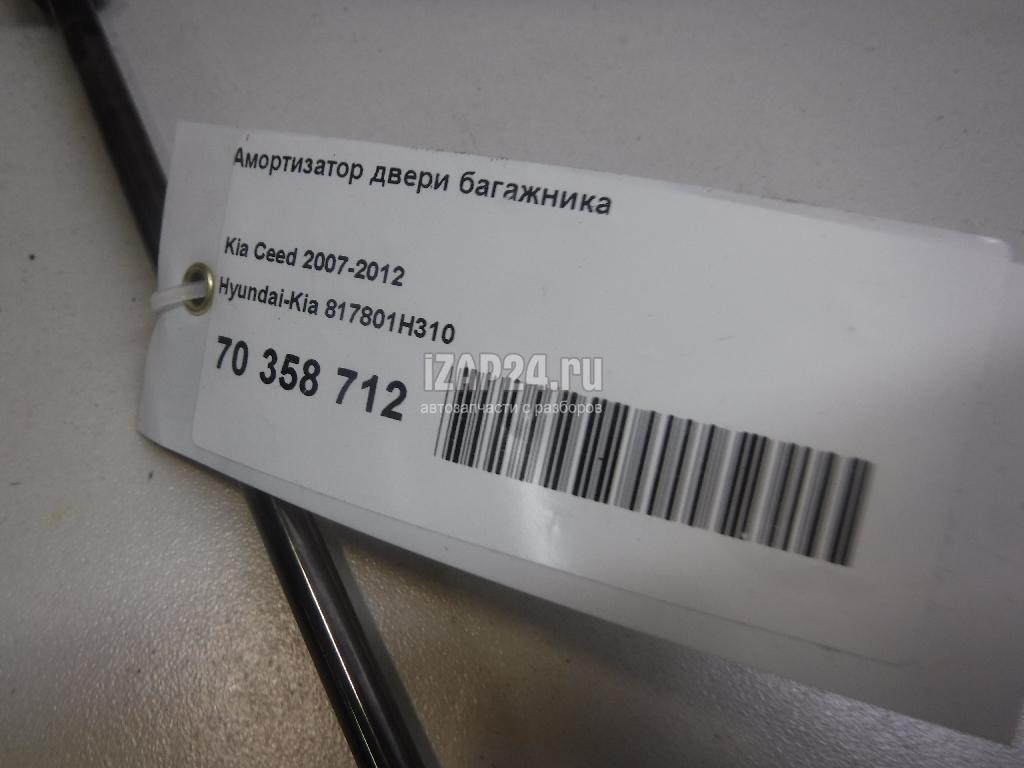 Амортизатор двери багажника
Kia Ceed 2007-2012
Hyundai-Kia 817801H310
70 358 712
iZAP24.ru
автозапчасти с разборов